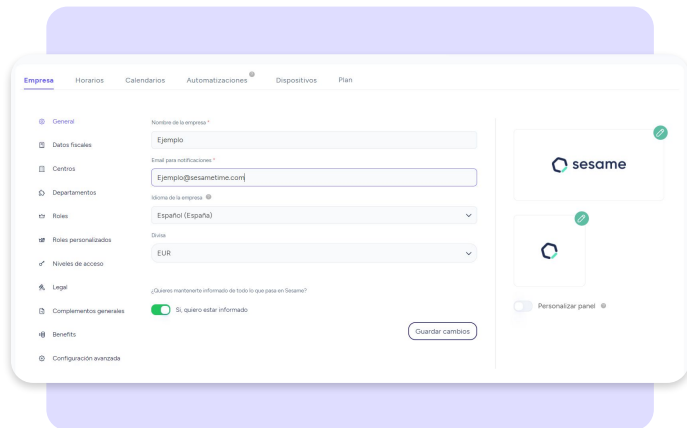 Empresa Horarios Calendarios Automatizaciones Dispositivos Plan
General
Datos fiscales
Centros
Departamentos
Roles
Roles personalizados
Niveles de acceso
Legal
Complementos generales
Benefits
Configuración avanzada
Nombre de la empresa *
Ejemplo
Email para notificaciones *
Ejempio@sesametime.com
Idioma de la empresa
Español (España)
Divisa
EUR
¿Quieres mantenerte informado de todo lo que pasa en Sesame?
Si, quiero estar informado
Guardar cambios
sesame
Personalizar panel